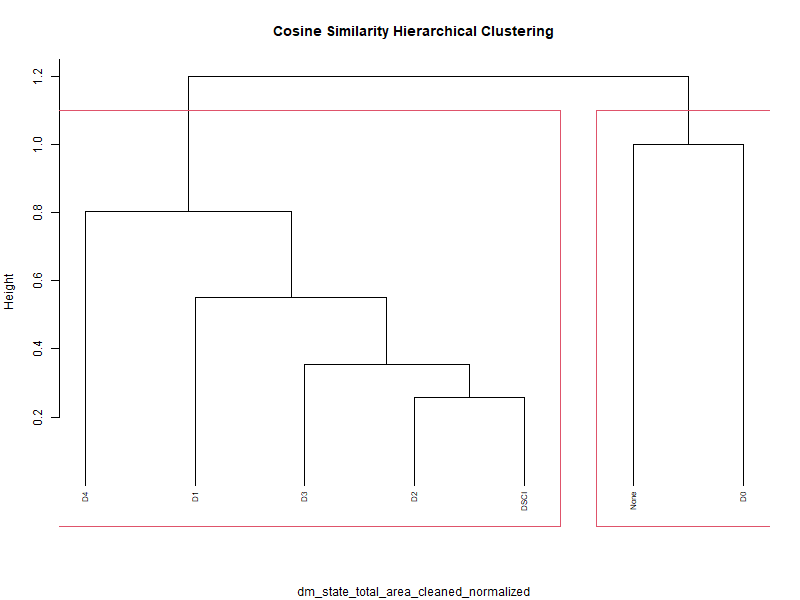 Cosine Similarity Hierarchical Clustering
Height
1.2
1.0
0.8
0.6
0.4
0.2
D4
D1
D3
D2
DSCI
None
D0
dm_state_total_area_cleaned_normalized